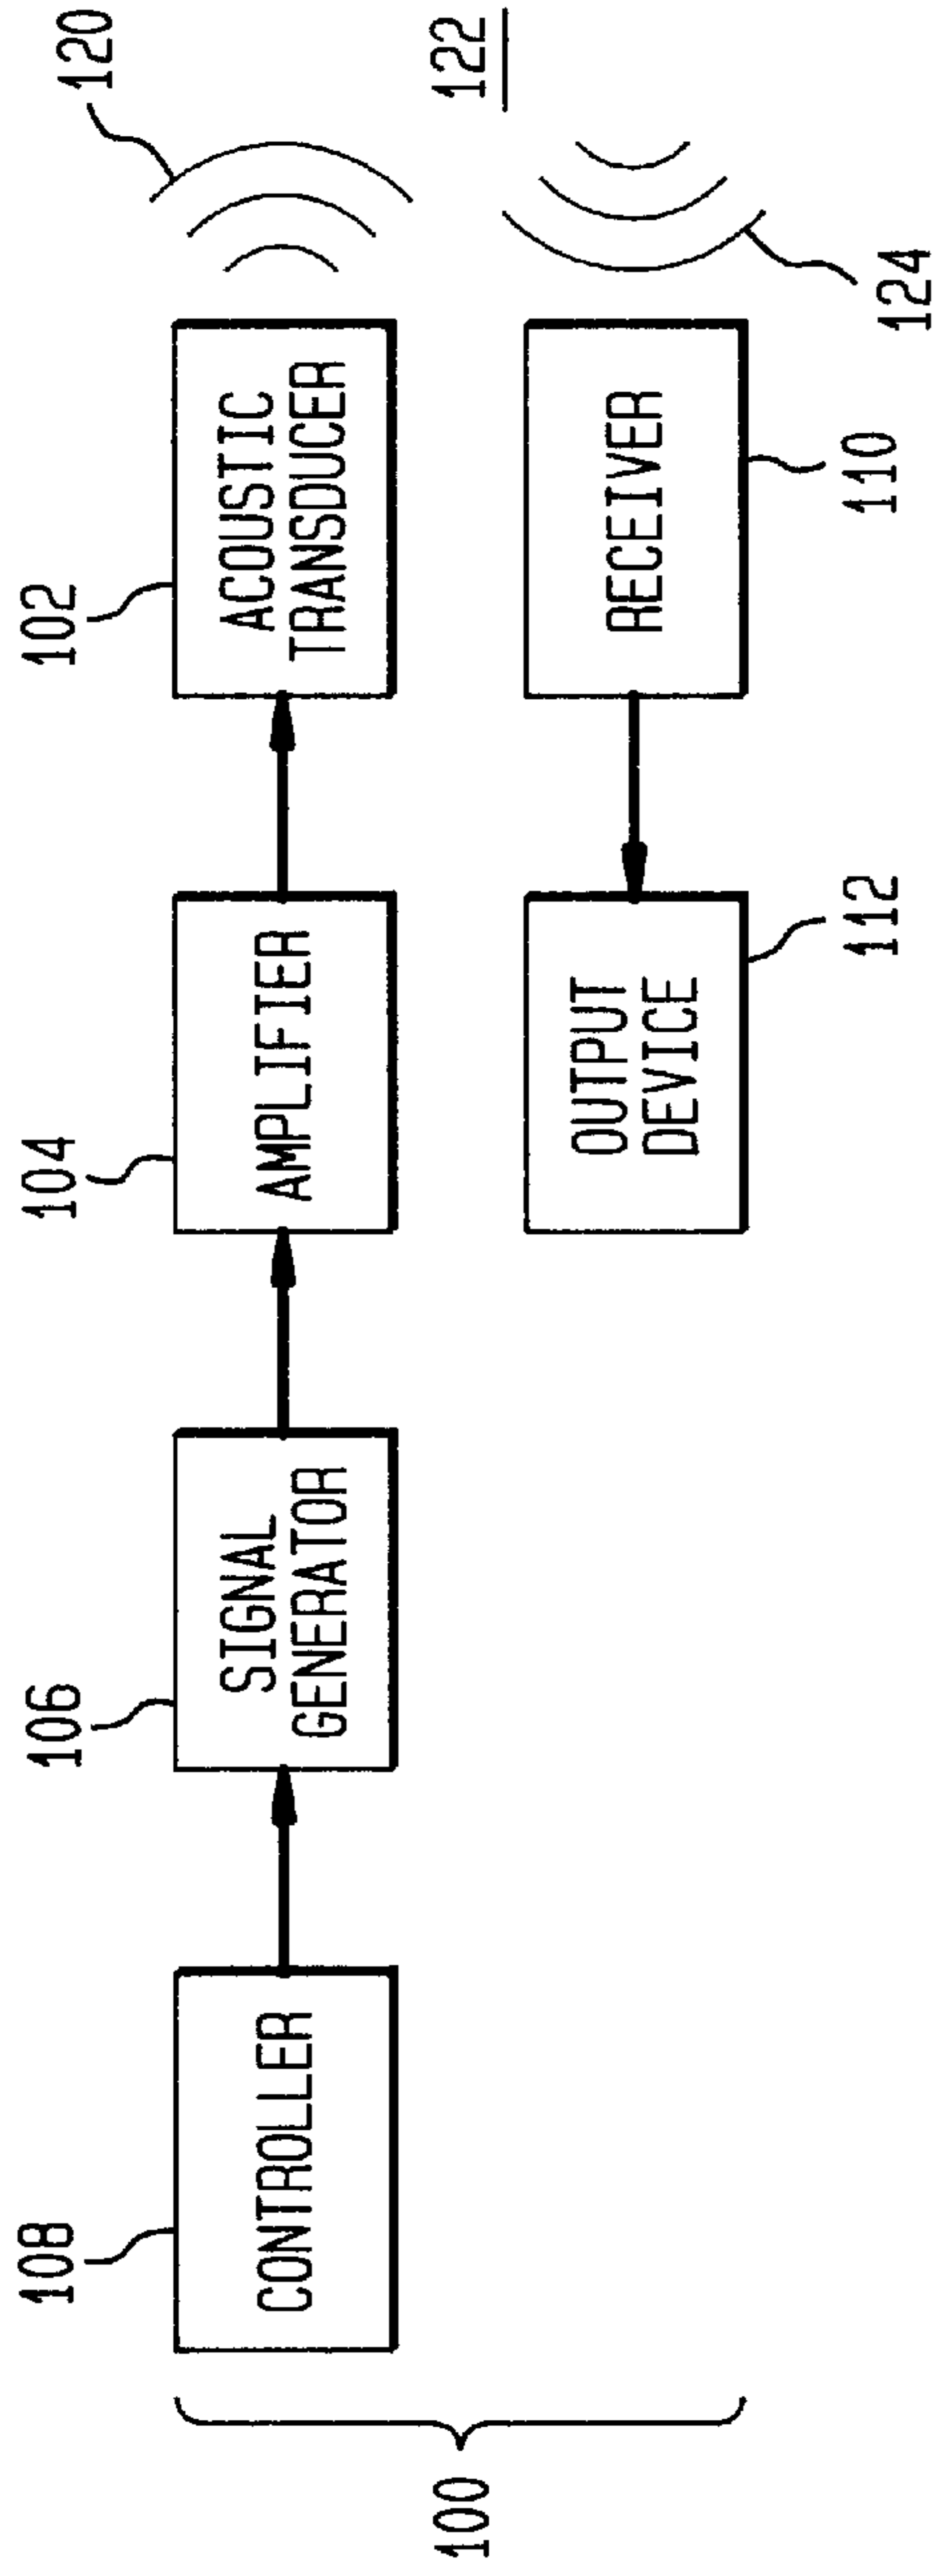 108
106
104
102
120
CONTROLLER
SIGNAL
GENERATOR
AMPLIFIER
ACOUSTIC
TRANSDUCER
100
122
OUTPUT
DEVICE
RECEIVER
112
110
124